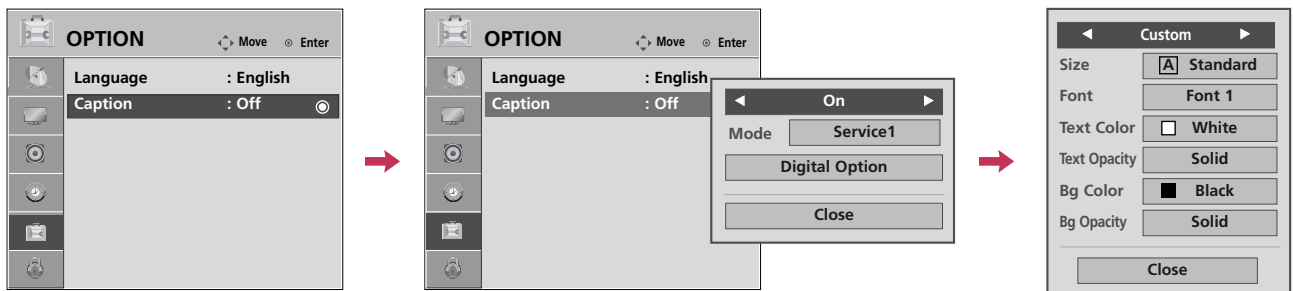 OPTION Move Enter
Language : English
Caption : Off
OPTION Move Enter
Language : English
Caption : Off
On
Mode Service1
Digital Option
Close
Custom
Size A Standard
Font Font 1
Text Color White
Text Opacity Solid
Bg Color Black
Bg Opacity Solid
Close